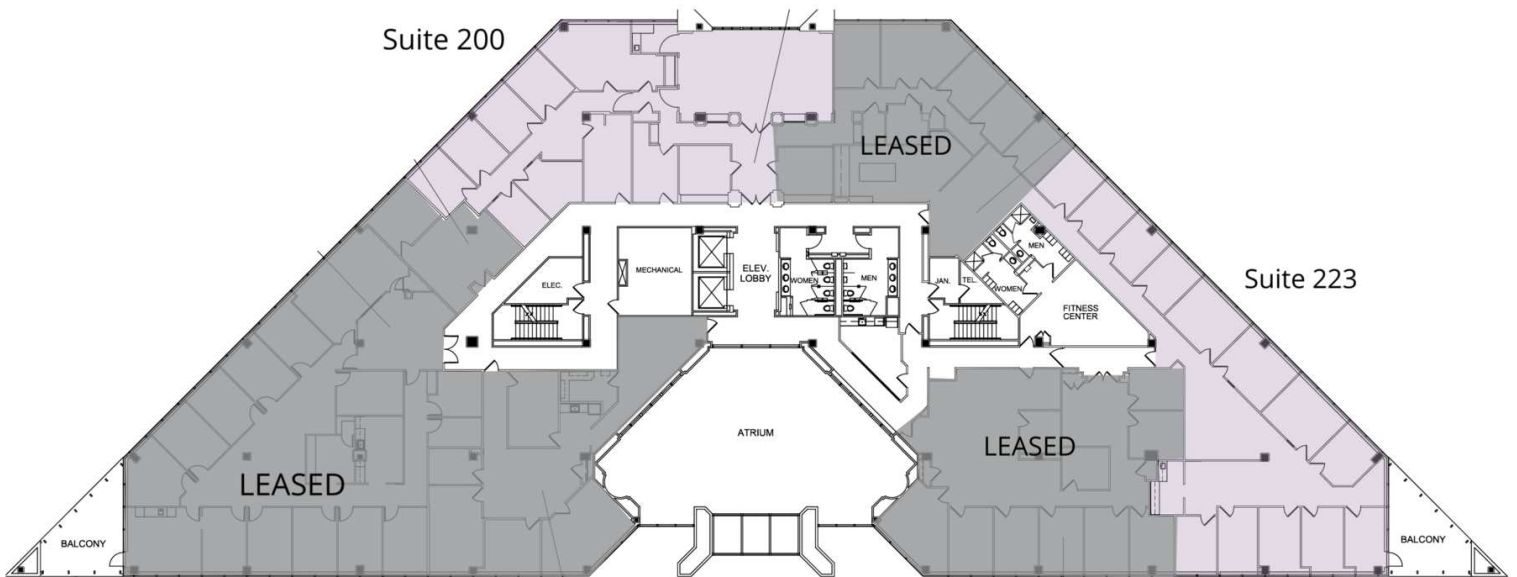 Suite 200
LEASED
MEN
MECHANICAL
ELEV.
LOBBY
WOMEN
MEN
JAN.
TEL.
WOMEN
ELEC.
Suite 223
FITNESS
CENTER
ATRIUM
LEASED
LEASED
BALCONY
BALCONY